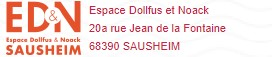 ED&N
Espace Dollfus & Noack
SAUSHEIM
Espace Dollfus et Noack
20a rue Jean de la Fontaine
68390 SAUSHEIM